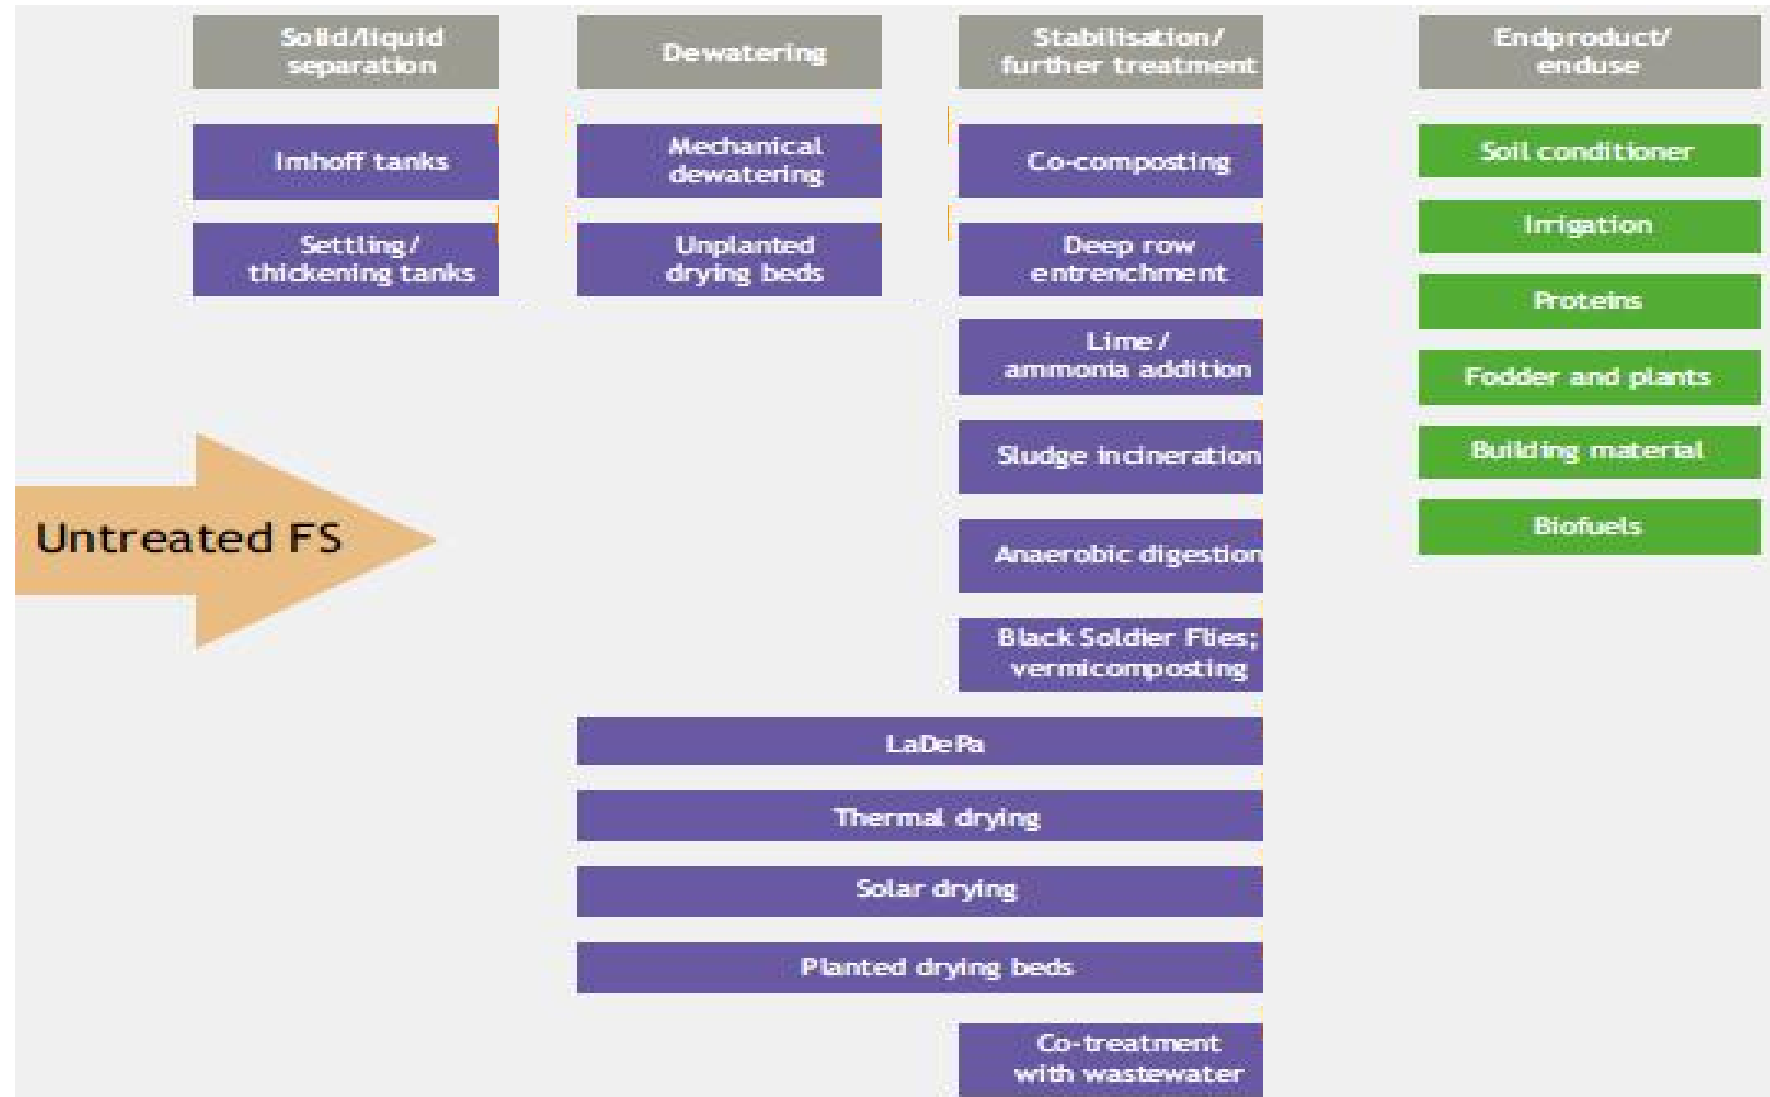 Solid/liquid
separation
Dewatering
Stabilisation/
further treatment
Endproduct/
enduse
Imhoff tanks
Mechanical
dewatering
Co-composting
Soil conditioner
Settling/
thickening tanks
Unplanted
drying beds
Deep row
entrenchment
Irrigation
Proteins
Lime/
ammonia addition
Fodder and plants
Sludge incineration
Building material
Untreated FS
Anaerobic digestion
Biofuels
Black Soldier Flies;
vermicomposting
LaDePa
Thermal drying
Solar drying
Planted drying beds
Co-treatment
with wastewater